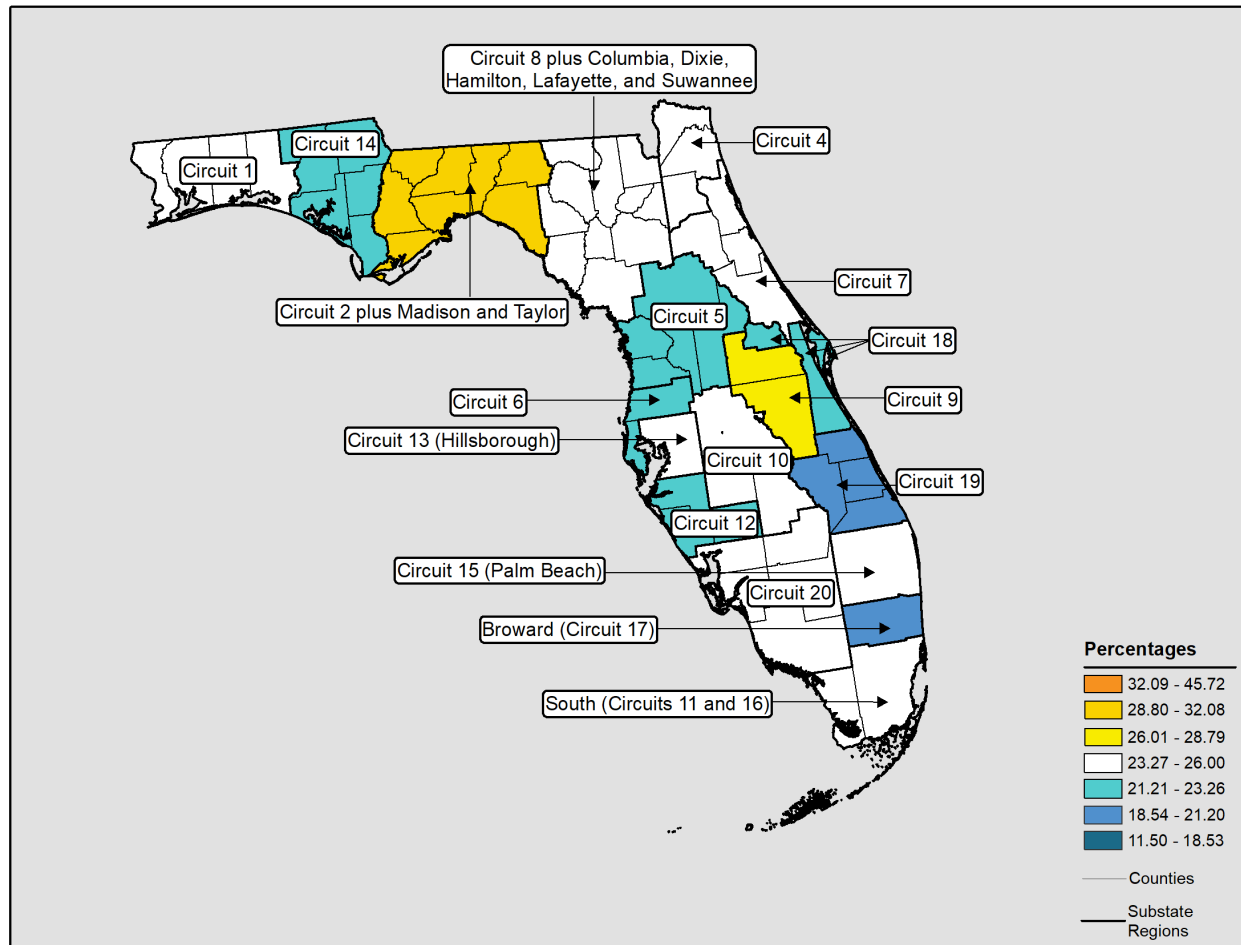 Circuit 8 plus Columbia, Dixie,
Hamilton, Lafayette, and Suwannee
Circuit 14
Circuit 4
Circuit 1
Circuit 7
Circuit 2 plus Madison and Taylor
Circuit 5
Circuit 18
Circuit 6
Circuit 9
Circuit 13 (Hillsborough)
Circuit 10
Circuit 19
Circuit 12
Circuit 15 (Palm Beach)
Circuit 20
Broward (Circuit 17)
South (Circuits 11 and 16)
Percentages
32.09 - 45.72
28.80 - 32.08
26.01 - 28.79
23.27 - 26.00
21.21 - 23.26
18.54 - 21.20
11.50 - 18.53
Counties
Substate
Regions